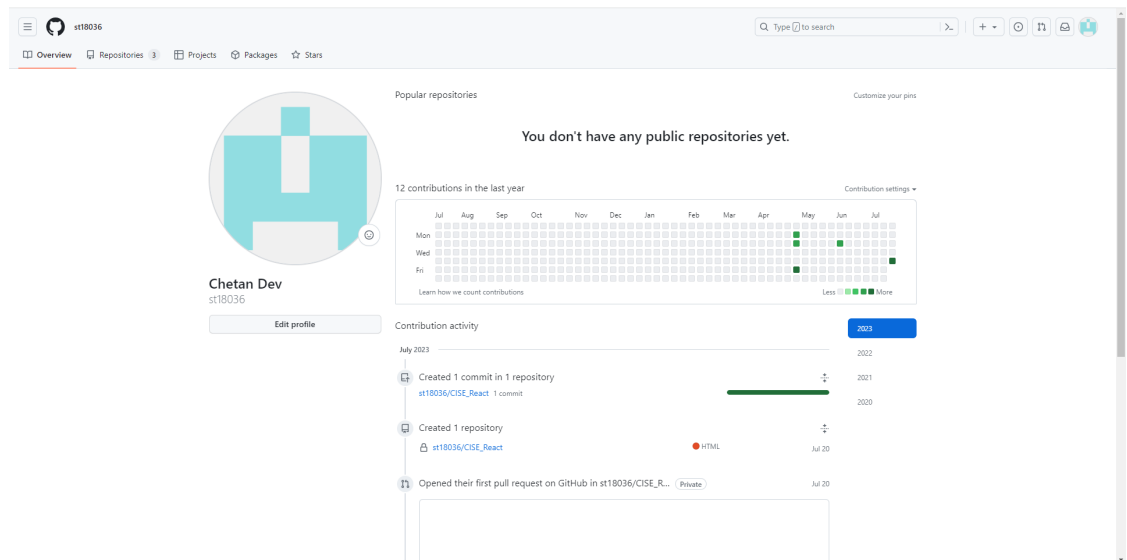 st18036
Type / to search
Overview Repositories 3 Projects Packages Stars
Popular repositories Customize your pins
You don't have any public repositories yet.
12 contributions in the last year Contribution settings
Jul Aug Sep Oct Nov Dec Jan Feb Mar Apr May Jun Jul
Mon
Wed
Fri
Learn how we count contributions Less More
Chetan Dev
st18036
Edit profile
Contribution activity
2023
July 2023
2022
Created 1 commit in 1 repository
2021
st18036/CISE_React 1 commit
2020
Created 1 repository
st18036/CISE_React HTML Jul 20
Opened their first pull request on GitHub in st18036/CISE_R... Private Jul 20